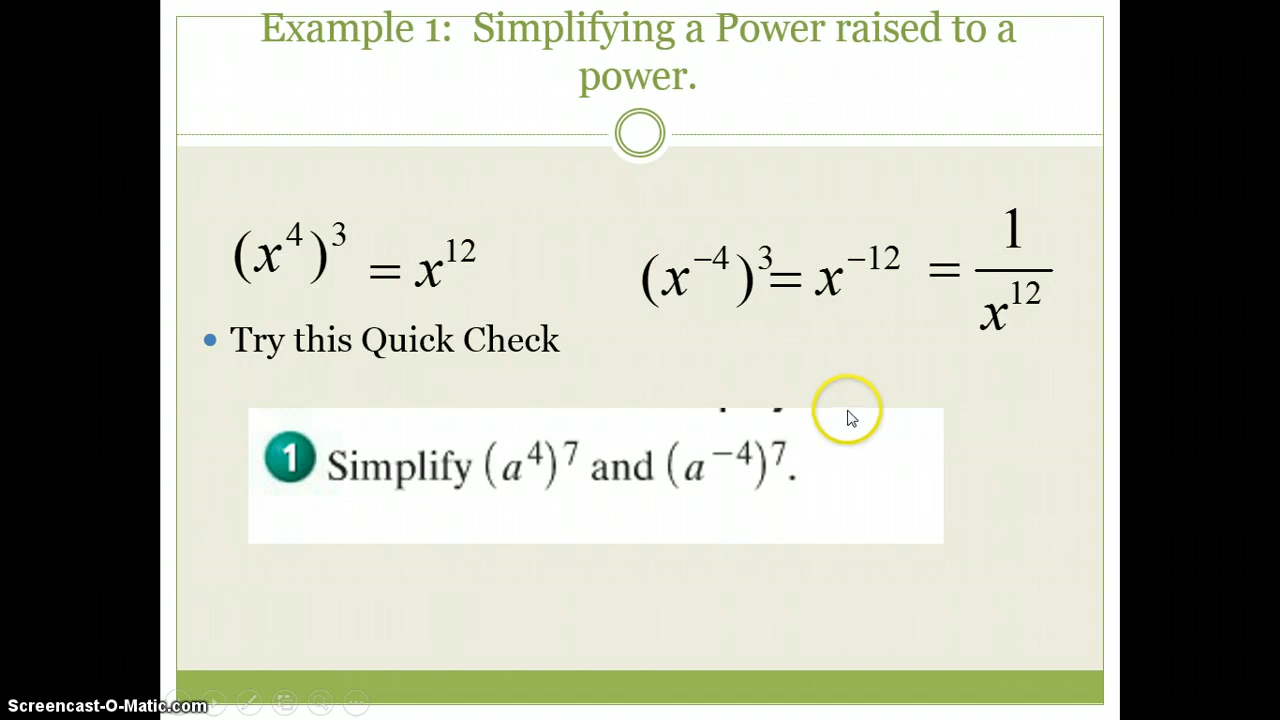 Example 1: Simplifying a Power raised to a
power.
(x⁴)³ = x¹² (x⁻⁴)³ = x⁻¹² = 1/x¹²
• Try this Quick Check
1 Simplify (a⁴)⁷ and (a⁻⁴)⁷.
Screencast-O-Matic.com